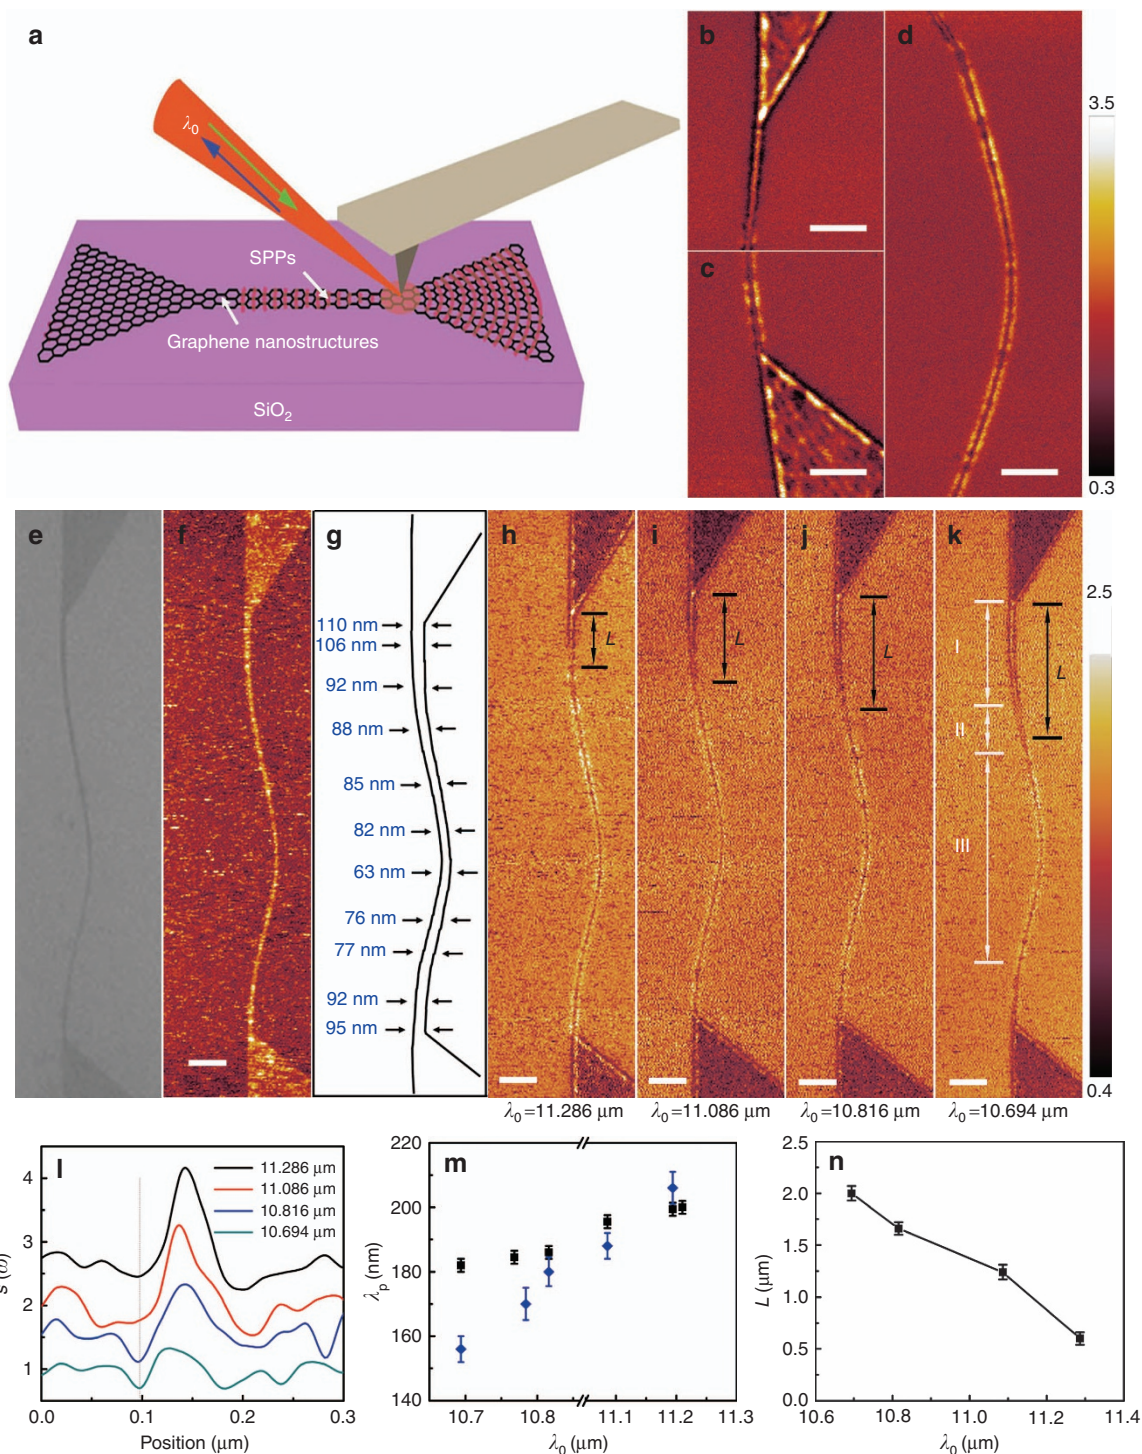 a
λ0
SPPs
Graphene nanostructures
SiO2
b
c
d
3.5
0.3
e
f
g
110 nm
106 nm
92 nm
88 nm
85 nm
82 nm
63 nm
76 nm
77 nm
92 nm
95 nm
h
L
λ0=11.286 µm
i
L
λ0=11.086 µm
j
L
λ0=10.816 µm
k
I
II
III
L
λ0=10.694 µm
2.5
0.4
l
11.286 µm
11.086 µm
10.816 µm
10.694 µm
4
3
2
1
s (ω)
0.0 0.1 0.2 0.3
Position (µm)
m
220
200
180
160
140
λp (nm)
10.7 10.8 11.1 11.2 11.3
λ0 (µm)
n
2.5
2.0
1.5
1.0
0.5
0.0
L (µm)
10.6 10.8 11.0 11.2 11.4
λ0 (µm)